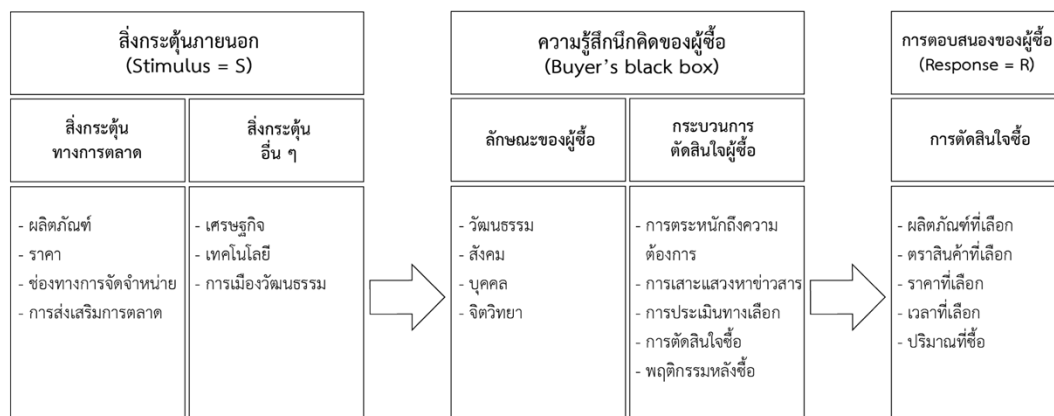 สิ่งกระตุ้นภายนอก
(Stimulus = S)
สิ่งกระตุ้น
ทางการตลาด
สิ่งกระตุ้น
อื่น ๆ
- ผลิตภัณฑ์
- ราคา
- ช่องทางการจัดจำหน่าย
- การส่งเสริมการตลาด
- เศรษฐกิจ
- เทคโนโลยี
- การเมืองวัฒนธรรม
ความรู้สึกนึกคิดของผู้ซื้อ
(Buyer's black box)
ลักษณะของผู้ซื้อ
กระบวนการ
ตัดสินใจผู้ซื้อ
- วัฒนธรรม
- สังคม
- บุคคล
- จิตวิทยา
- การตระหนักถึงความ
ต้องการ
- การเสาะแสวงหาข่าวสาร
- การประเมินทางเลือก
- การตัดสินใจซื้อ
- พฤติกรรมหลังซื้อ
การตอบสนองของผู้ซื้อ
(Response = R)
การตัดสินใจซื้อ
- ผลิตภัณฑ์ที่เลือก
- ตราสินค้าที่เลือก
- ราคาที่เลือก
- เวลาที่เลือก
- ปริมาณที่ซื้อ